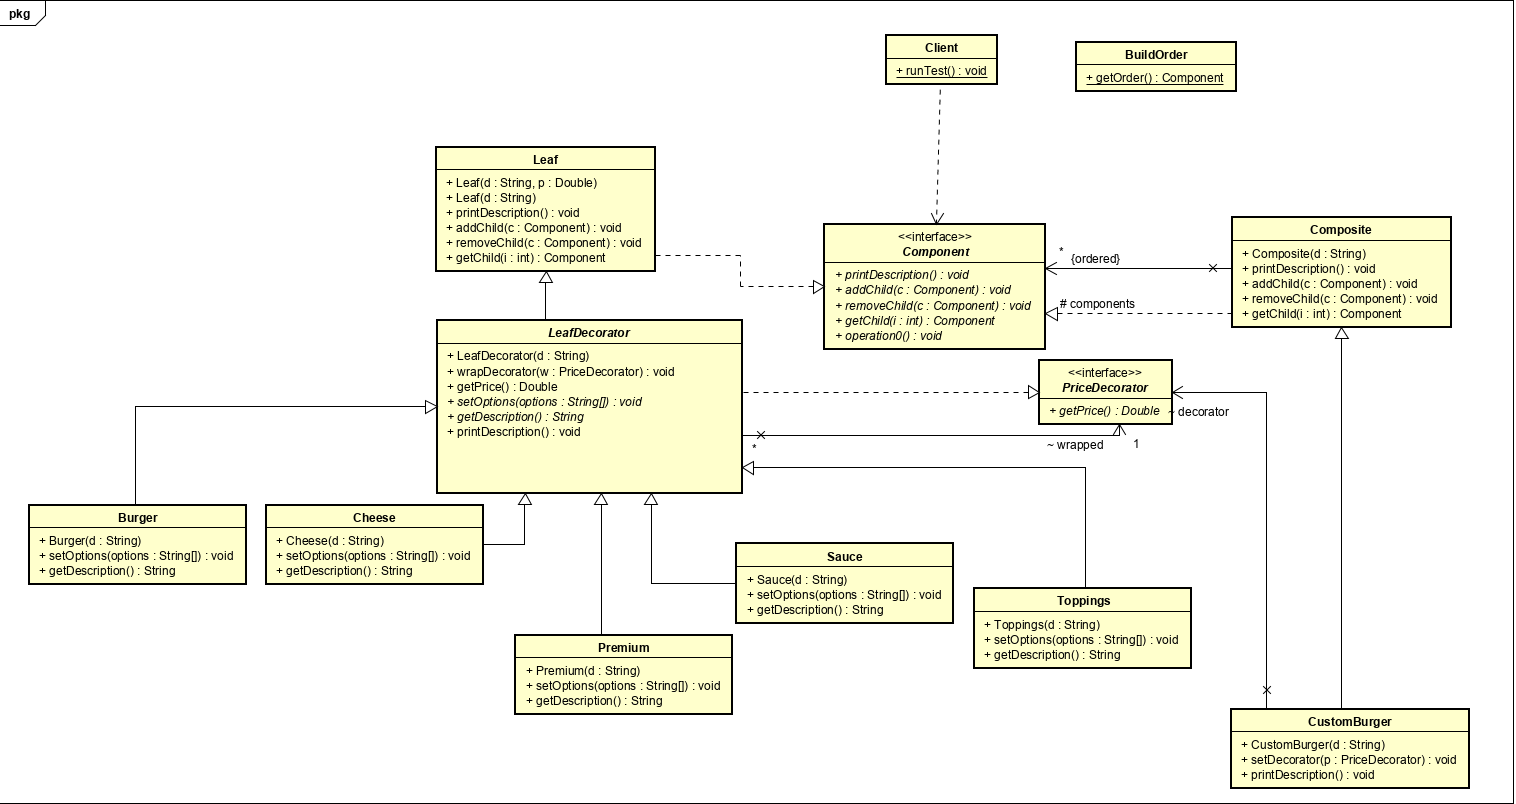 pkg
Client
+ runTest() : void
BuildOrder
+ getOrder() : Component
Leaf
+ Leaf(d : String, p : Double)
+ Leaf(d : String)
+ printDescription() : void
+ addChild(c : Component) : void
+ removeChild(c : Component) : void
+ getChild(i : int) : Component
<<interface>>
Component
+ printDescription() : void
+ addChild(c : Component) : void
+ removeChild(c : Component) : void
+ getChild(i : int) : Component
+ operation0() : void
*
{ordered}
# components
Composite
+ Composite(d : String)
+ printDescription() : void
+ addChild(c : Component) : void
+ removeChild(c : Component) : void
+ getChild(i : int) : Component
LeafDecorator
+ LeafDecorator(d : String)
+ wrapDecorator(w : PriceDecorator) : void
+ getPrice() : Double
+ setOptions(options : String[]) : void
+ getDescription() : String
+ printDescription() : void
<<interface>>
PriceDecorator
+ getPrice() : Double
~ decorator
*
~ wrapped
1
Burger
+ Burger(d : String)
+ setOptions(options : String[]) : void
+ getDescription() : String
Cheese
+ Cheese(d : String)
+ setOptions(options : String[]) : void
+ getDescription() : String
Sauce
+ Sauce(d : String)
+ setOptions(options : String[]) : void
+ getDescription() : String
Toppings
+ Toppings(d : String)
+ setOptions(options : String[]) : void
+ getDescription() : String
Premium
+ Premium(d : String)
+ setOptions(options : String[]) : void
+ getDescription() : String
CustomBurger
+ CustomBurger(d : String)
+ setDecorator(p : PriceDecorator) : void
+ printDescription() : void